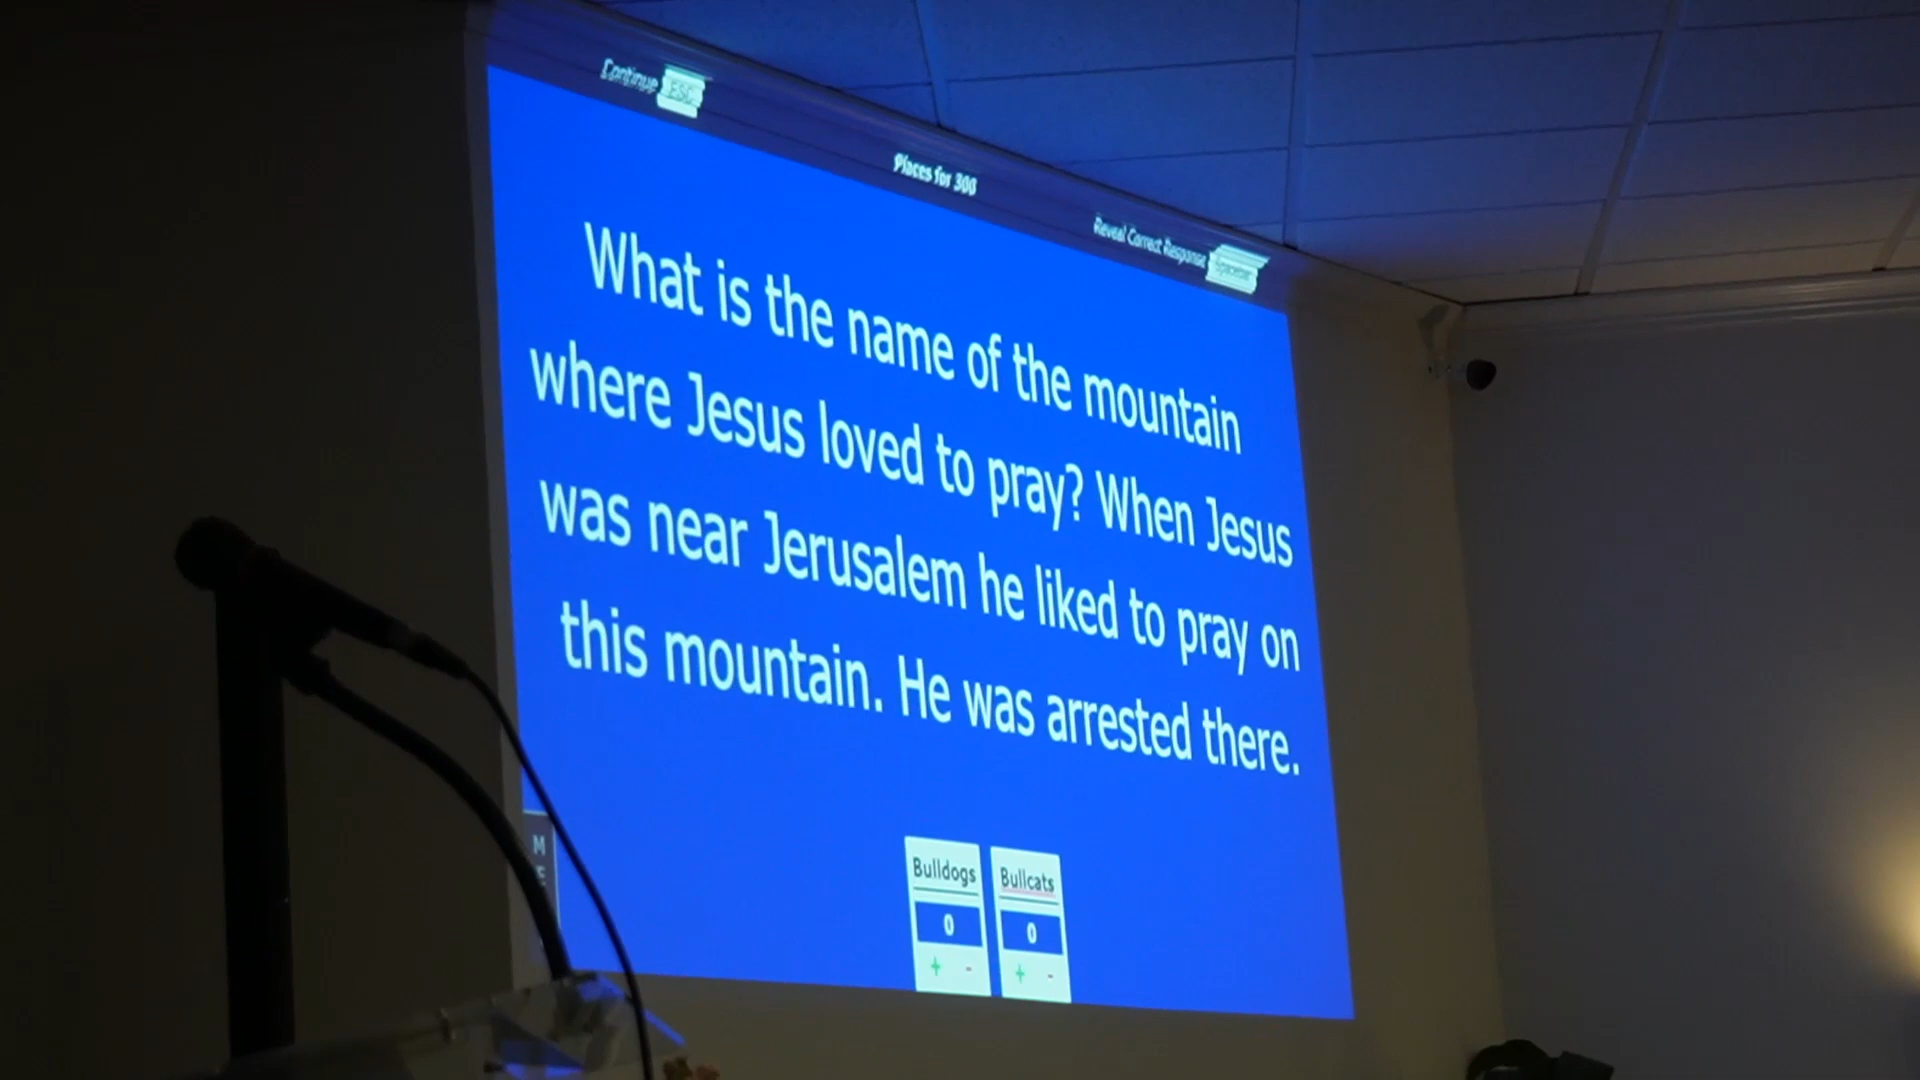 Continue ESC
Places for 300
Reveal Correct Response Spacebar
What is the name of the mountain
where Jesus loved to pray? When Jesus
was near Jerusalem he liked to pray on
this mountain. He was arrested there.
M
E
Bulldogs
0
+ -
Bullcats
0
+ -